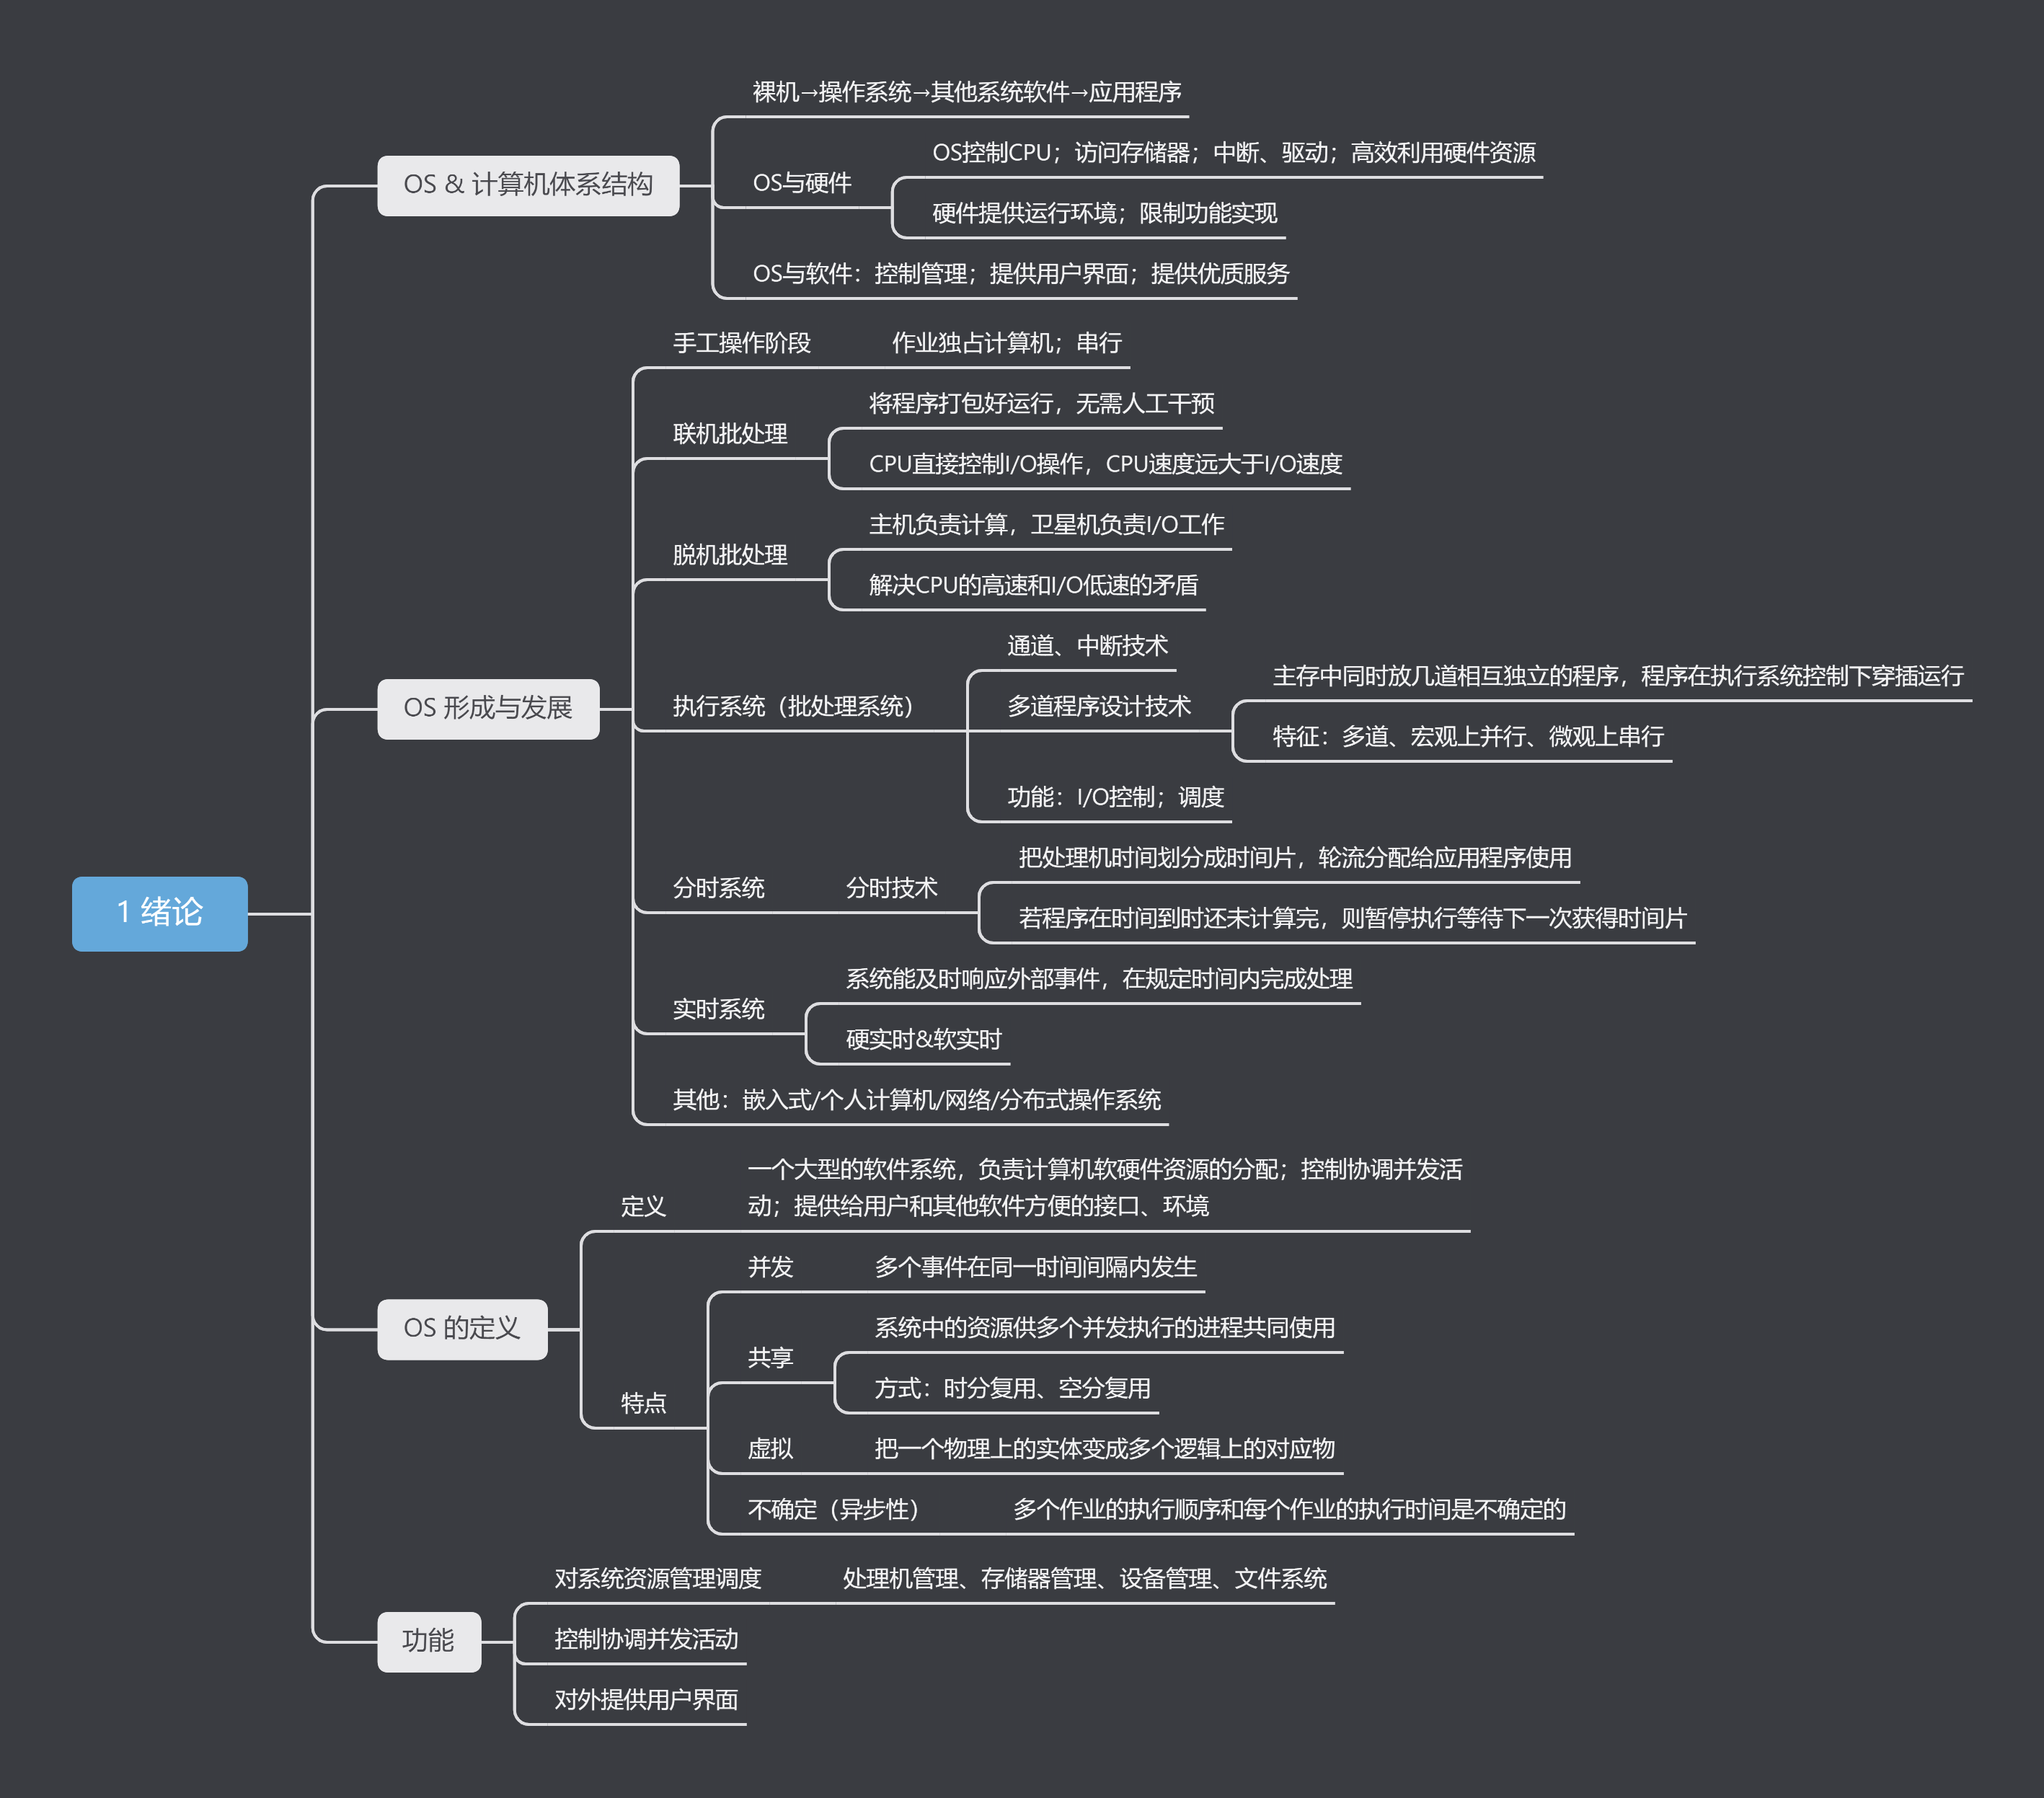 1 绪论
OS & 计算机体系结构
裸机→操作系统→其他系统软件→应用程序
OS与硬件
OS控制CPU；访问存储器；中断、驱动；高效利用硬件资源
硬件提供运行环境；限制功能实现
OS与软件：控制管理；提供用户界面；提供优质服务
OS 形成与发展
手工操作阶段
作业独占计算机；串行
联机批处理
将程序打包好运行，无需人工干预
CPU直接控制I/O操作，CPU速度远大于I/O速度
脱机批处理
主机负责计算，卫星机负责I/O工作
解决CPU的高速和I/O低速的矛盾
执行系统（批处理系统）
通道、中断技术
多道程序设计技术
主存中同时放几道相互独立的程序，程序在执行系统控制下穿插运行
特征：多道、宏观上并行、微观上串行
功能：I/O控制；调度
分时系统
分时技术
把处理机时间划分成时间片，轮流分配给应用程序使用
若程序在时间到时还未计算完，则暂停执行等待下一次获得时间片
实时系统
系统能及时响应外部事件，在规定时间内完成处理
硬实时&软实时
其他：嵌入式/个人计算机/网络/分布式操作系统
OS 的定义
定义
一个大型的软件系统，负责计算机软硬件资源的分配；控制协调并发活
动；提供给用户和其他软件方便的接口、环境
特点
并发
多个事件在同一时间间隔内发生
共享
系统中的资源供多个并发执行的进程共同使用
方式：时分复用、空分复用
虚拟
把一个物理上的实体变成多个逻辑上的对应物
不确定（异步性）
多个作业的执行顺序和每个作业的执行时间是不确定的
功能
对系统资源管理调度
处理机管理、存储器管理、设备管理、文件系统
控制协调并发活动
对外提供用户界面